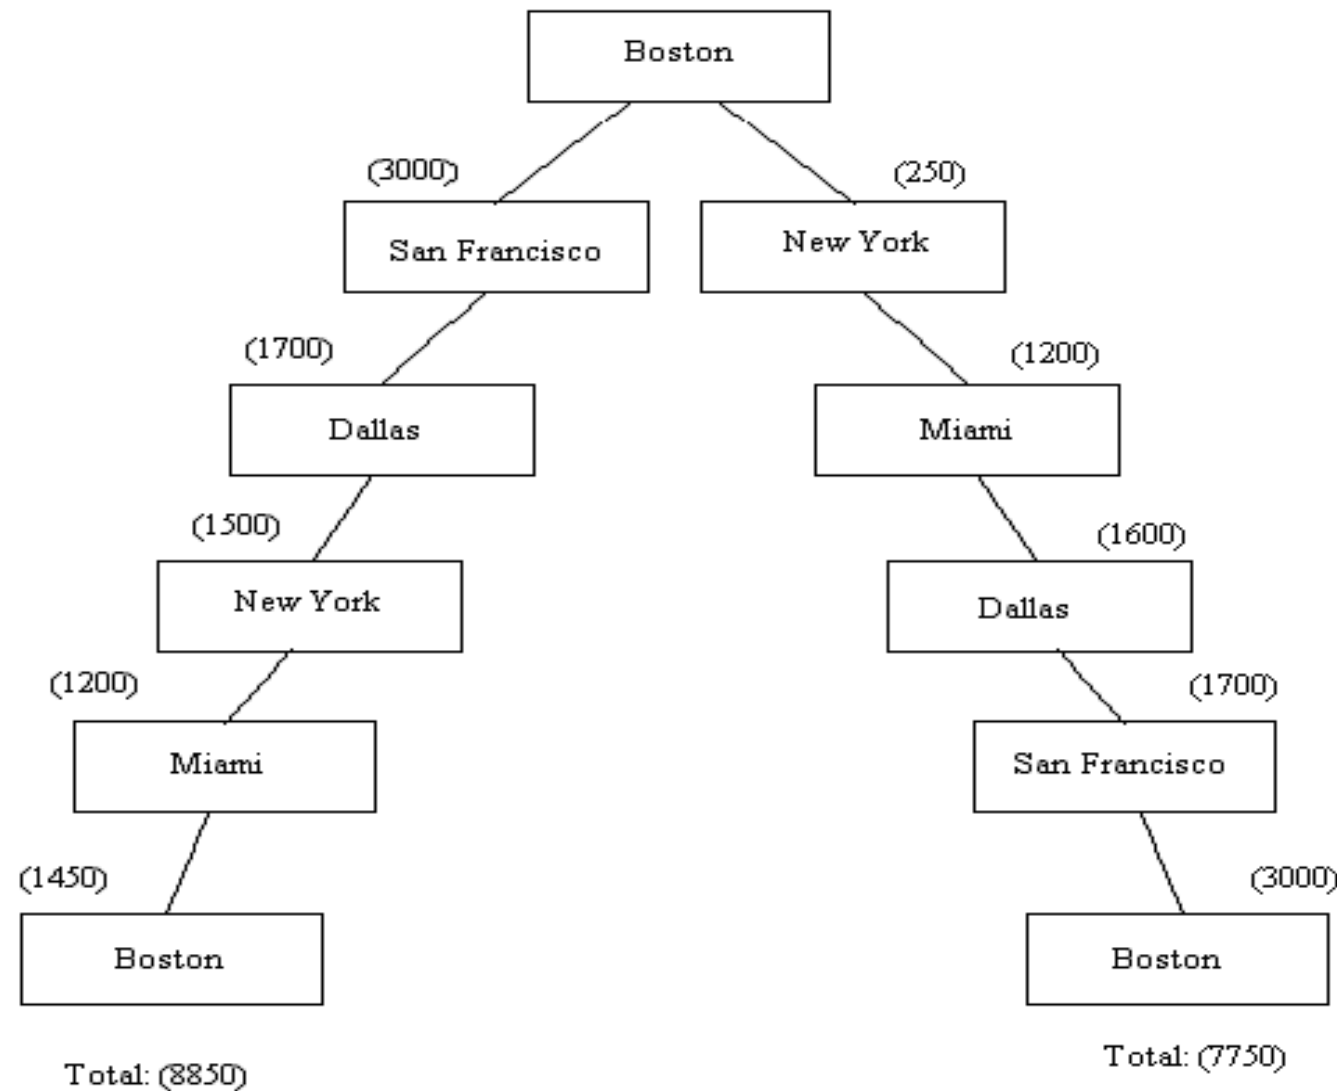 Boston
(3000)
(250)
San Francisco
New York
(1700)
(1200)
Dallas
Miami
(1500)
(1600)
New York
Dallas
(1200)
(1700)
Miami
San Francisco
(1450)
(3000)
Boston
Boston
Total: (8850)
Total: (7750)